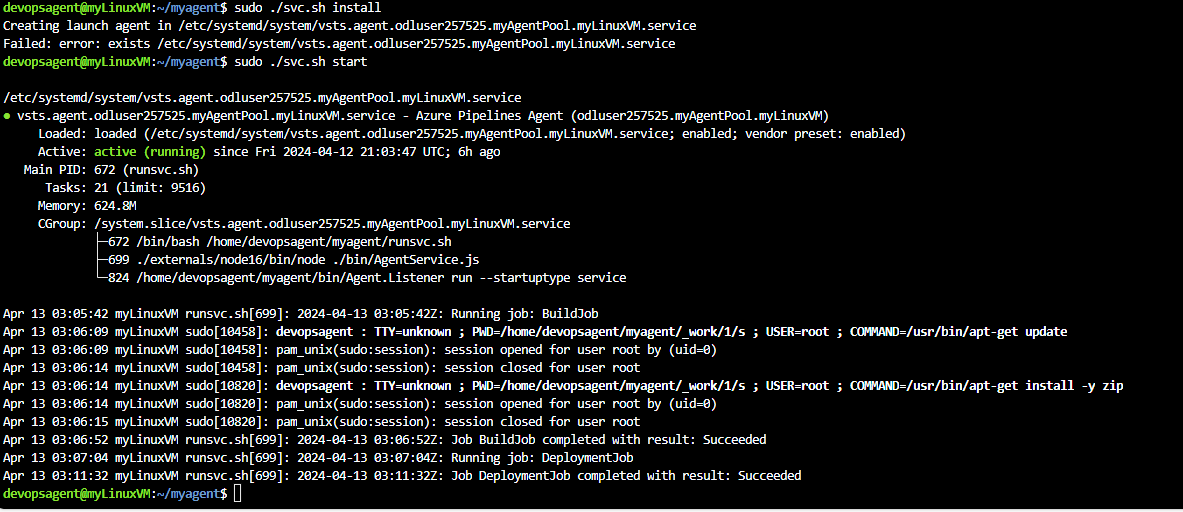 devopsagent@myLinuxVM:~/myagent$ sudo ./svc.sh install
Creating launch agent in /etc/systemd/system/vsts.agent.odluser257525.myAgentPool.myLinuxVM.service
Failed: error: exists /etc/systemd/system/vsts.agent.odluser257525.myAgentPool.myLinuxVM.service
devopsagent@myLinuxVM:~/myagent$ sudo ./svc.sh start
/etc/systemd/system/vsts.agent.odluser257525.myAgentPool.myLinuxVM.service
● vsts.agent.odluser257525.myAgentPool.myLinuxVM.service - Azure Pipelines Agent (odluser257525.myAgentPool.myLinuxVM)
Loaded: loaded (/etc/systemd/system/vsts.agent.odluser257525.myAgentPool.myLinuxVM.service; enabled; vendor preset: enabled)
Active: active (running) since Fri 2024-04-12 21:03:47 UTC; 6h ago
Main PID: 672 (runsvc.sh)
Tasks: 21 (limit: 9516)
Memory: 624.8M
CGroup: /system.slice/vsts.agent.odluser257525.myAgentPool.myLinuxVM.service
├─672 /bin/bash /home/devopsagent/myagent/runsvc.sh
├─699 ./externals/node16/bin/node ./bin/AgentService.js
└─824 /home/devopsagent/myagent/bin/Agent.Listener run --startuptype service
Apr 13 03:05:42 myLinuxVM runsvc.sh[699]: 2024-04-13 03:05:42Z: Running job: BuildJob
Apr 13 03:06:09 myLinuxVM sudo[10458]: devopsagent : TTY=unknown ; PWD=/home/devopsagent/myagent/_work/1/s ; USER=root ; COMMAND=/usr/bin/apt-get update
Apr 13 03:06:09 myLinuxVM sudo[10458]: pam_unix(sudo:session): session opened for user root by (uid=0)
Apr 13 03:06:14 myLinuxVM sudo[10458]: pam_unix(sudo:session): session closed for user root
Apr 13 03:06:14 myLinuxVM sudo[10820]: devopsagent : TTY=unknown ; PWD=/home/devopsagent/myagent/_work/1/s ; USER=root ; COMMAND=/usr/bin/apt-get install -y zip
Apr 13 03:06:14 myLinuxVM sudo[10820]: pam_unix(sudo:session): session opened for user root by (uid=0)
Apr 13 03:06:15 myLinuxVM sudo[10820]: pam_unix(sudo:session): session closed for user root
Apr 13 03:06:52 myLinuxVM runsvc.sh[699]: 2024-04-13 03:06:52Z: Job BuildJob completed with result: Succeeded
Apr 13 03:07:04 myLinuxVM runsvc.sh[699]: 2024-04-13 03:07:04Z: Running job: DeploymentJob
Apr 13 03:11:32 myLinuxVM runsvc.sh[699]: 2024-04-13 03:11:32Z: Job DeploymentJob completed with result: Succeeded
devopsagent@myLinuxVM:~/myagent$